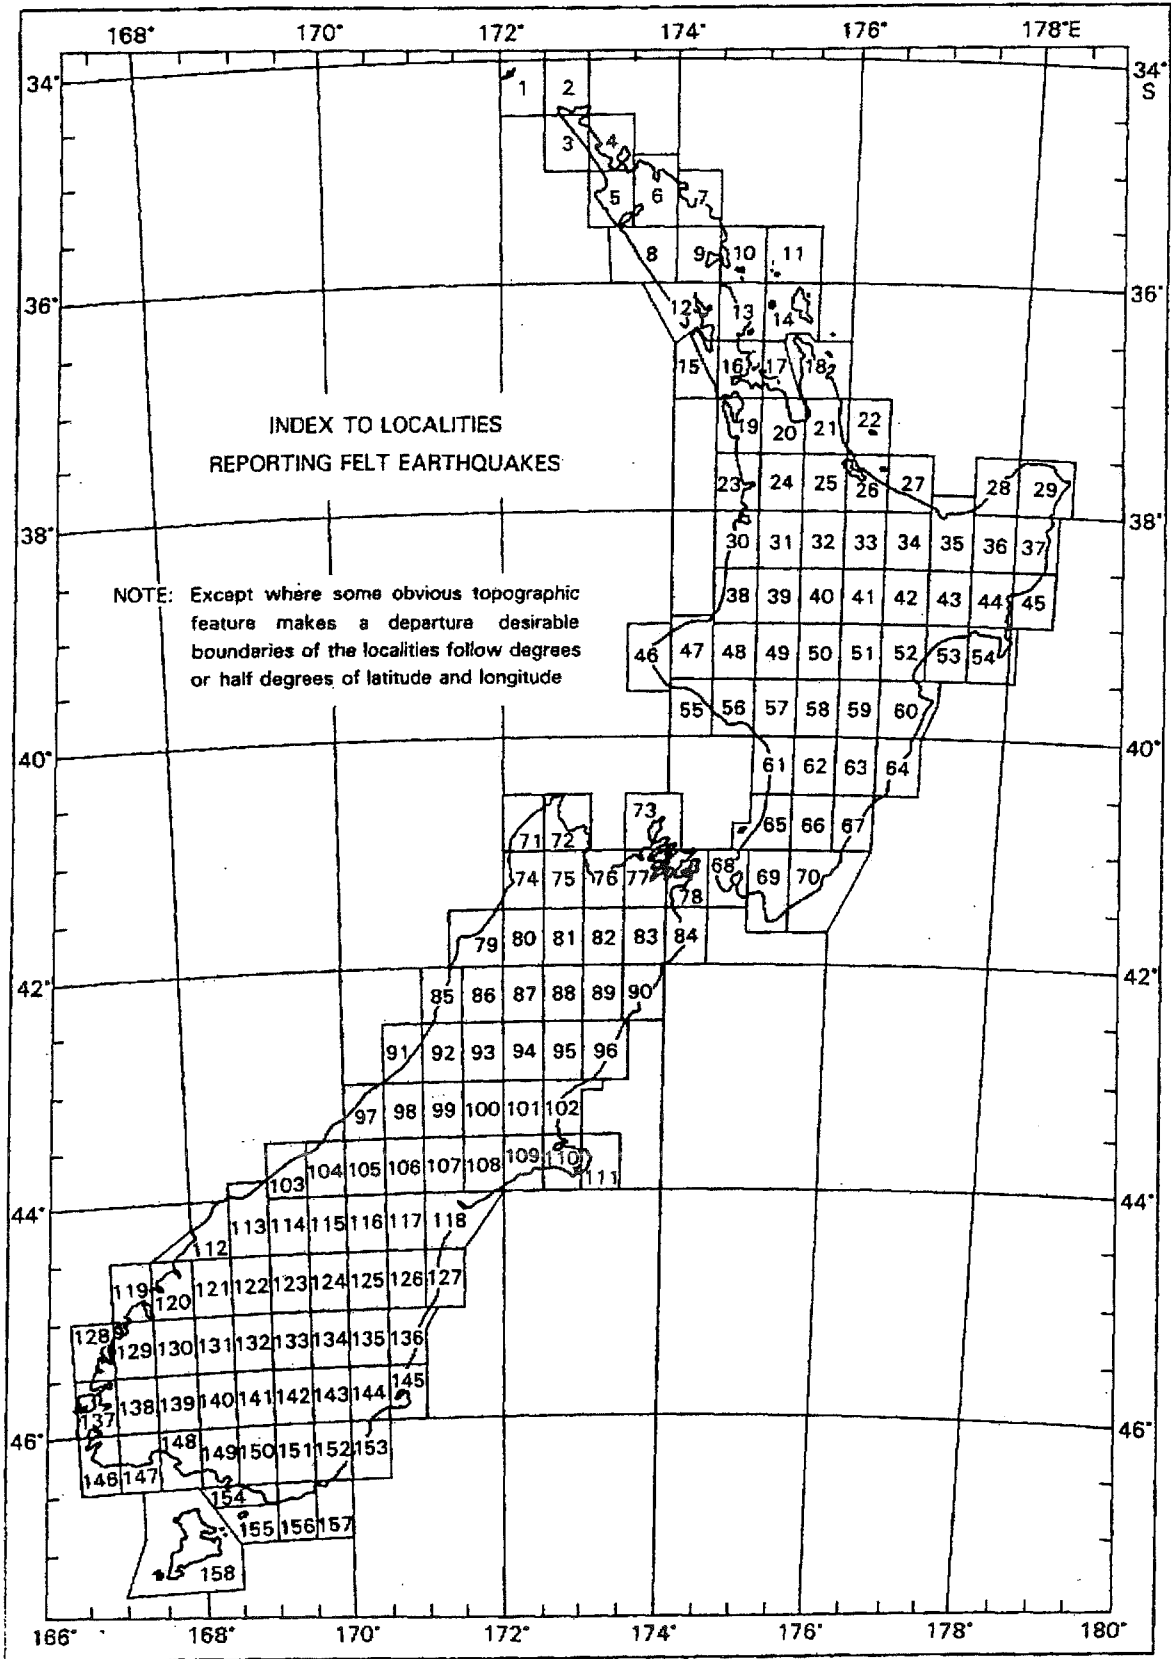 168° 170° 172° 174° 176° 178°E
34° 34°
S
1 2
3 4
5 6 7
8 9 10 11
36° 36°
12 13 14
15 16 17 18
INDEX TO LOCALITIES
REPORTING FELT EARTHQUAKES
19 20 21 22
23 24 25 26 27 28 29
38° 38°
30 31 32 33 34 35 36 37
NOTE: Except where some obvious topographic
feature makes a departure desirable
boundaries of the localities follow degrees
or half degrees of latitude and longitude
38 39 40 41 42 43 44 45
46 47 48 49 50 51 52 53 54
55 56 57 58 59 60
40° 40°
61 62 63 64
71 72 73 65 66 67
74 75 76 77 78 68 69 70
79 80 81 82 83 84
42° 42°
85 86 87 88 89 90
91 92 93 94 95 96
97 98 99 100 101 102
103 104 105 106 107 108 109 110 111
44° 44°
112 113 114 115 116 117 118
119 120 121 122 123 124 125 126 127
128 129 130 131 132 133 134 135 136
137 138 139 140 141 142 143 144 145
46° 46°
146 147 148 149 150 151 152 153
154
155 156 157
158
166° 168° 170° 172° 174° 176° 178° 180°